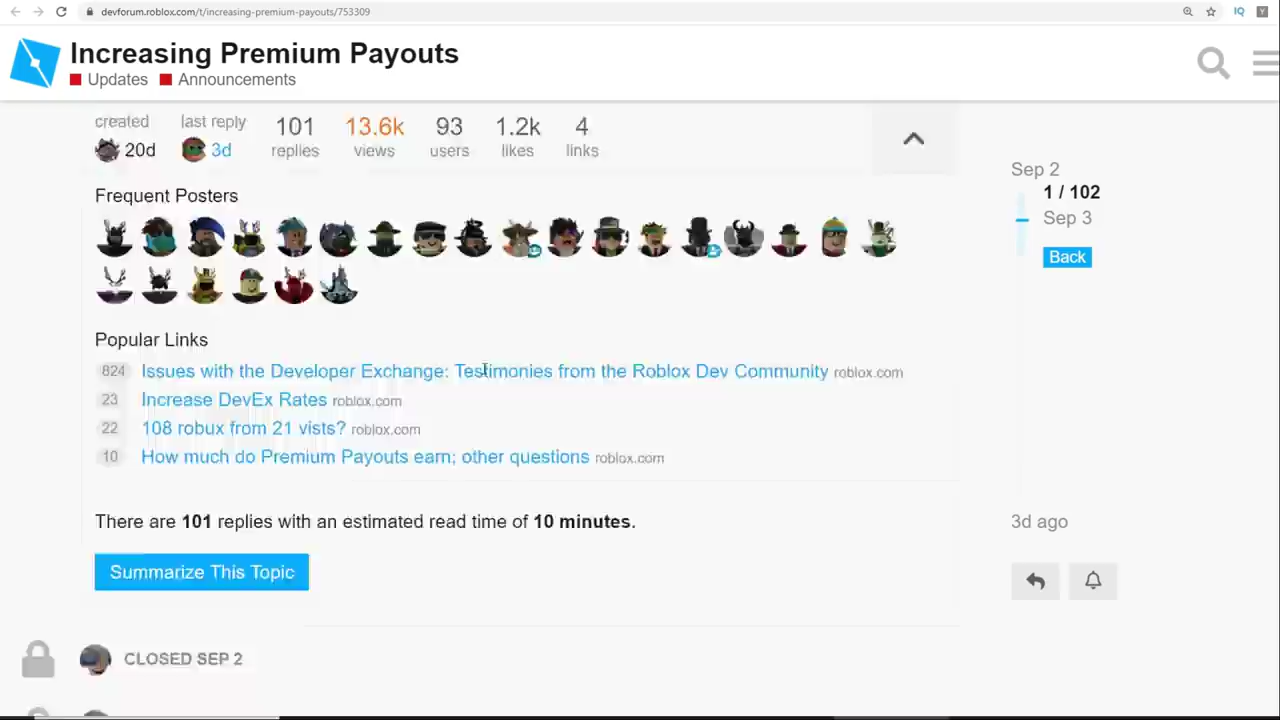 devforum.roblox.com/t/increasing-premium-payouts/753309
IQ
Y
Increasing Premium Payouts
Updates Announcements
created last reply 101 13.6k 93 1.2k 4
20d 3d replies views users likes links
Frequent Posters
Popular Links
824 Issues with the Developer Exchange: Testimonies from the Roblox Dev Community roblox.com
23 Increase DevEx Rates roblox.com
22 108 robux from 21 vists? roblox.com
10 How much do Premium Payouts earn; other questions roblox.com
There are 101 replies with an estimated read time of 10 minutes.
Summarize This Topic
CLOSED SEP 2
Sep 2
1 / 102
Sep 3
Back
3d ago